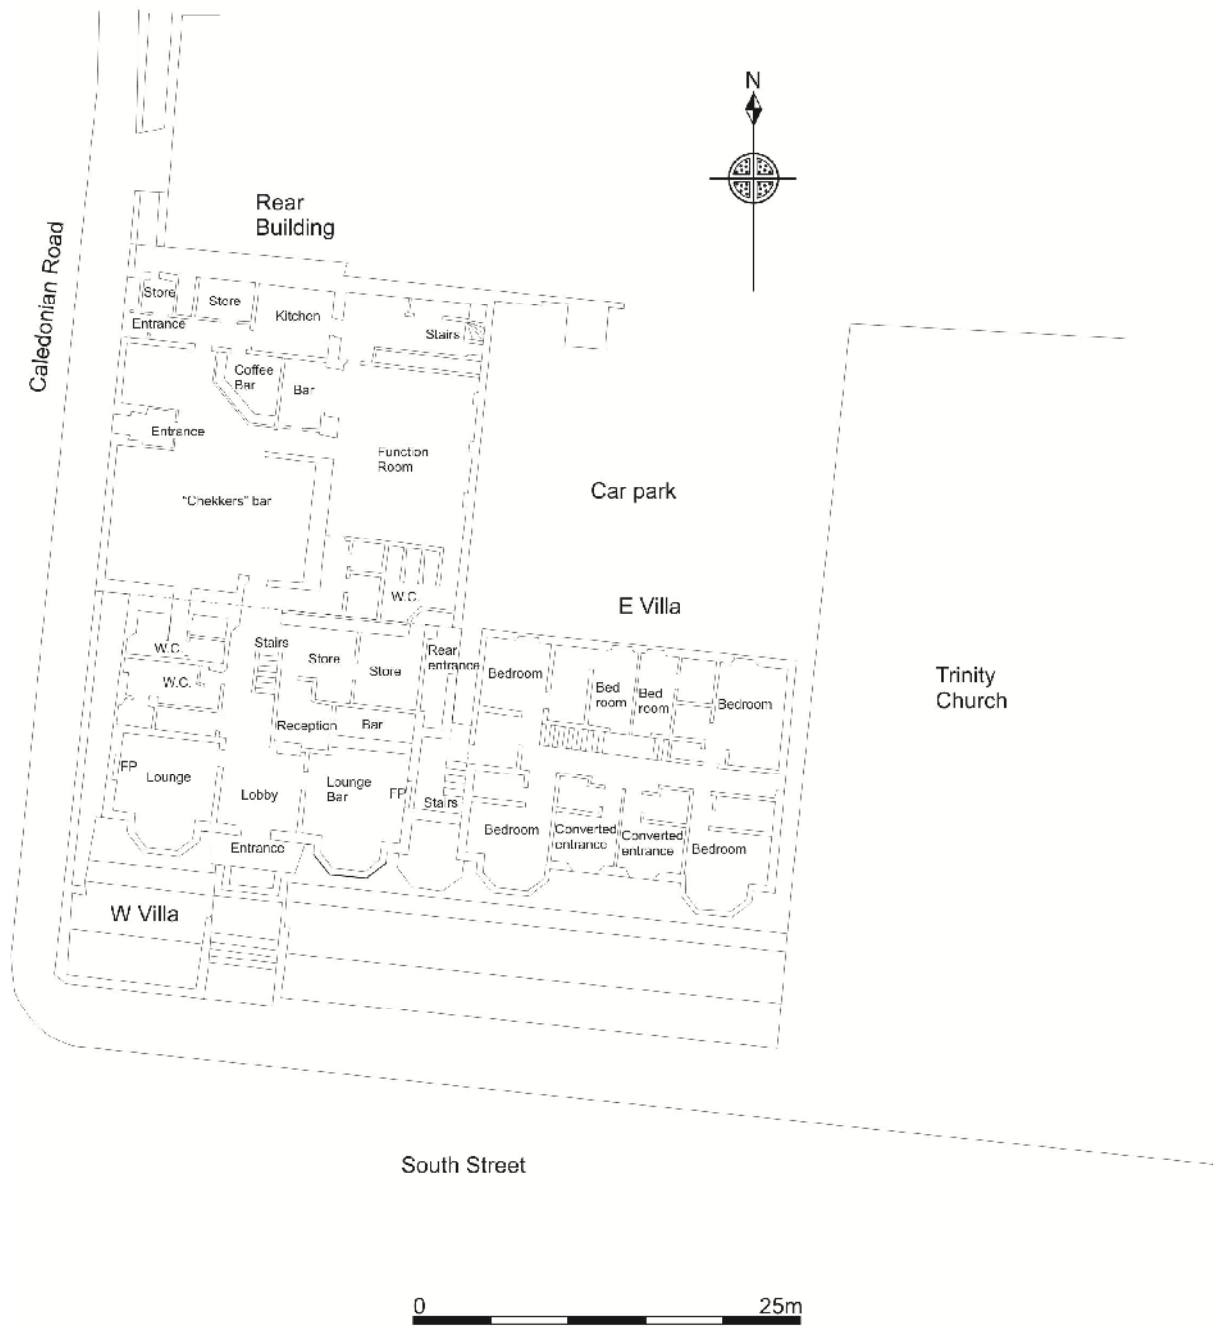 N
Rear
Building
Caledonian Road
Store
Store
Kitchen
Entrance
Stairs
Coffee
Bar
Bar
Entrance
Function
Room
"Chekkers" bar
Car park
W.C.
E Villa
Stairs
Store
Store
Rear
entrance
W.C.
W.C.
Bedroom
Bed
room
Bed
room
Bedroom
Trinity
Church
Reception
Bar
FP
Lounge
Lobby
Lounge
Bar
FP
Stairs
Entrance
Bedroom
Converted
entrance
Converted
entrance
Bedroom
W Villa
South Street
0
25m